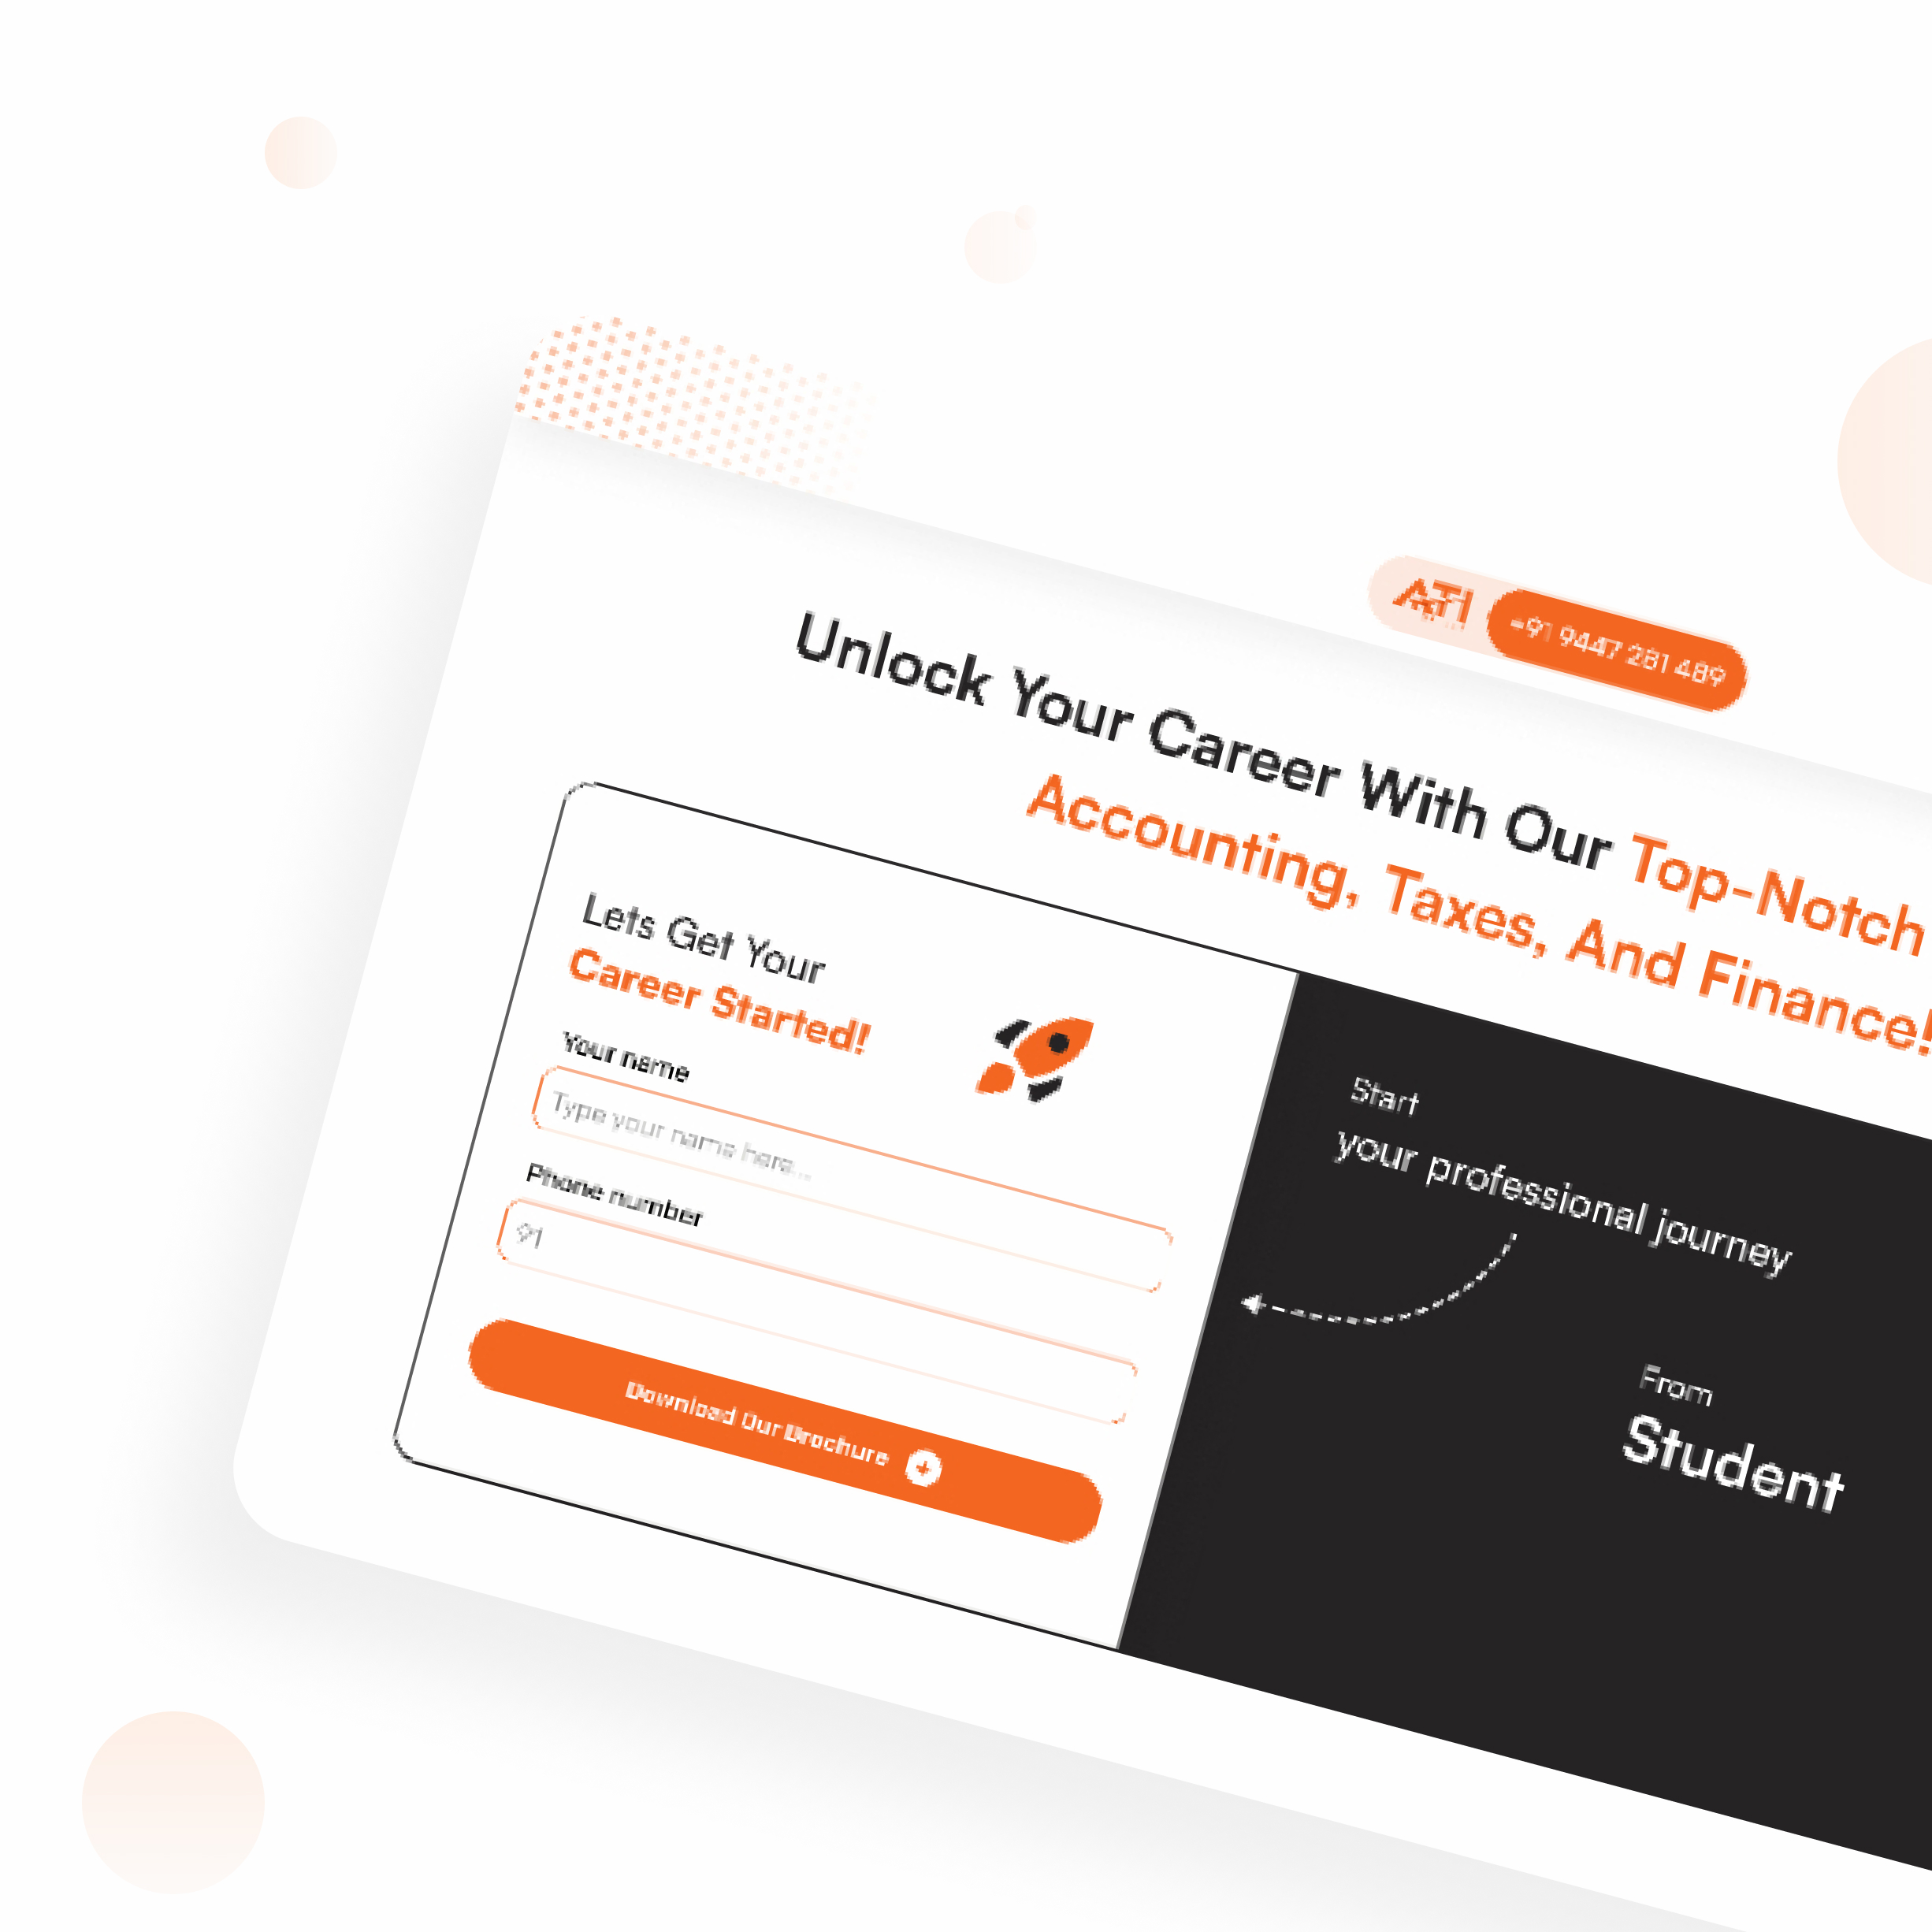 ATI +91 9447 281 489
Unlock Your Career With Our Top-Notch
Accounting, Taxes, And Finance!
Lets Get Your
Career Started!
Your name
Type your name here...
Phone number
91
Download Our Brochure
Start
your professional journey
From
Student